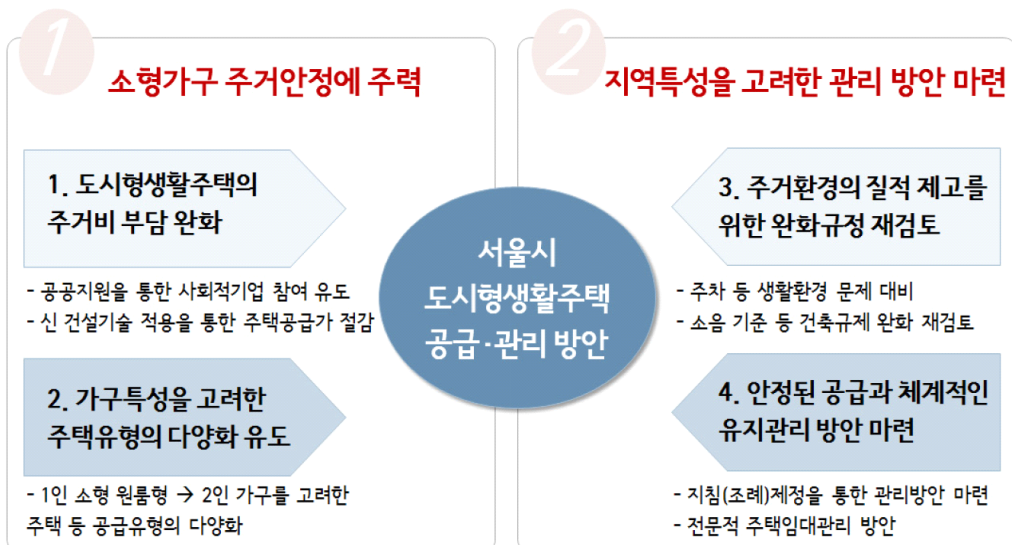 1
소형가구 주거안정에 주력
1. 도시형생활주택의
주거비 부담 완화
- 공공지원을 통한 사회적기업 참여 유도
- 신 건설기술 적용을 통한 주택공급가 절감
2. 가구특성을 고려한
주택유형의 다양화 유도
- 1인 소형 원룸형 → 2인 가구를 고려한
주택 등 공급유형의 다양화
서울시
도시형생활주택
공급·관리 방안
2
지역특성을 고려한 관리 방안 마련
3. 주거환경의 질적 제고를
위한 완화규정 재검토
- 주차 등 생활환경 문제 대비
- 소음 기준 등 건축규제 완화 재검토
4. 안정된 공급과 체계적인
유지관리 방안 마련
- 지침(조례)제정을 통한 관리방안 마련
- 전문적 주택임대관리 방안